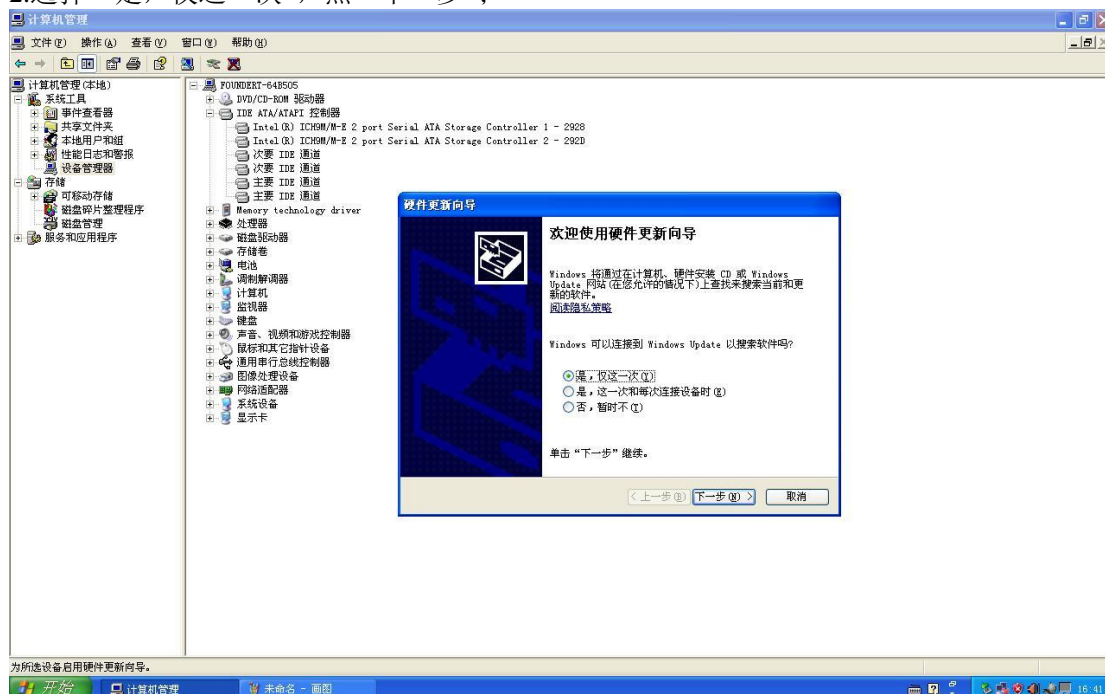 计算机管理
文件(F) 操作(A) 查看(V) 窗口(W) 帮助(H)
计算机管理(本地)
系统工具
事件查看器
共享文件夹
本地用户和组
性能日志和警报
设备管理器
存储
可移动存储
磁盘碎片整理程序
磁盘管理
服务和应用程序
FOUNDERT-64B505
DVD/CD-ROM 驱动器
IDE ATA/ATAPI 控制器
Intel(R) ICH9M/M-E 2 port Serial ATA Storage Controller 1 - 2928
Intel(R) ICH9M/M-E 2 port Serial ATA Storage Controller 2 - 292D
次要 IDE 通道
次要 IDE 通道
主要 IDE 通道
主要 IDE 通道
Memory technology driver
处理器
磁盘驱动器
存储卷
电池
调制解调器
计算机
监视器
键盘
声音、视频和游戏控制器
鼠标和其它指针设备
通用串行总线控制器
图像处理设备
网络适配器
系统设备
显示卡
硬件更新向导
欢迎使用硬件更新向导
Windows 将通过在计算机、硬件安装 CD 或 Windows
Update 网站(在您允许的情况下)上查找来搜索当前和更
新的软件。
阅读隐私策略
Windows 可以连接到 Windows Update 以搜索软件吗?
是，仅这一次(Y)
是，这一次和每次连接设备时(E)
否，暂时不(T)
单击“下一步”继续。
< 上一步(B) 下一步(N) > 取消
为所选设备启用硬件更新向导。
开始 计算机管理 未命名 - 画图 16:41